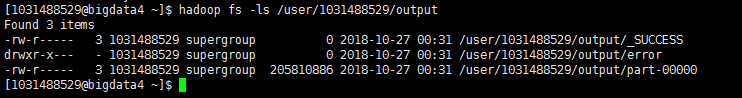 [1031488529@bigdata4 ~]$ hadoop fs -ls /user/1031488529/output
Found 3 items
-rw-r----- 3 1031488529 supergroup 0 2018-10-27 00:31 /user/1031488529/output/_SUCCESS
drwxr-x--- - 1031488529 supergroup 0 2018-10-27 00:31 /user/1031488529/output/error
-rw-r----- 3 1031488529 supergroup 205810886 2018-10-27 00:31 /user/1031488529/output/part-00000
[1031488529@bigdata4 ~]$